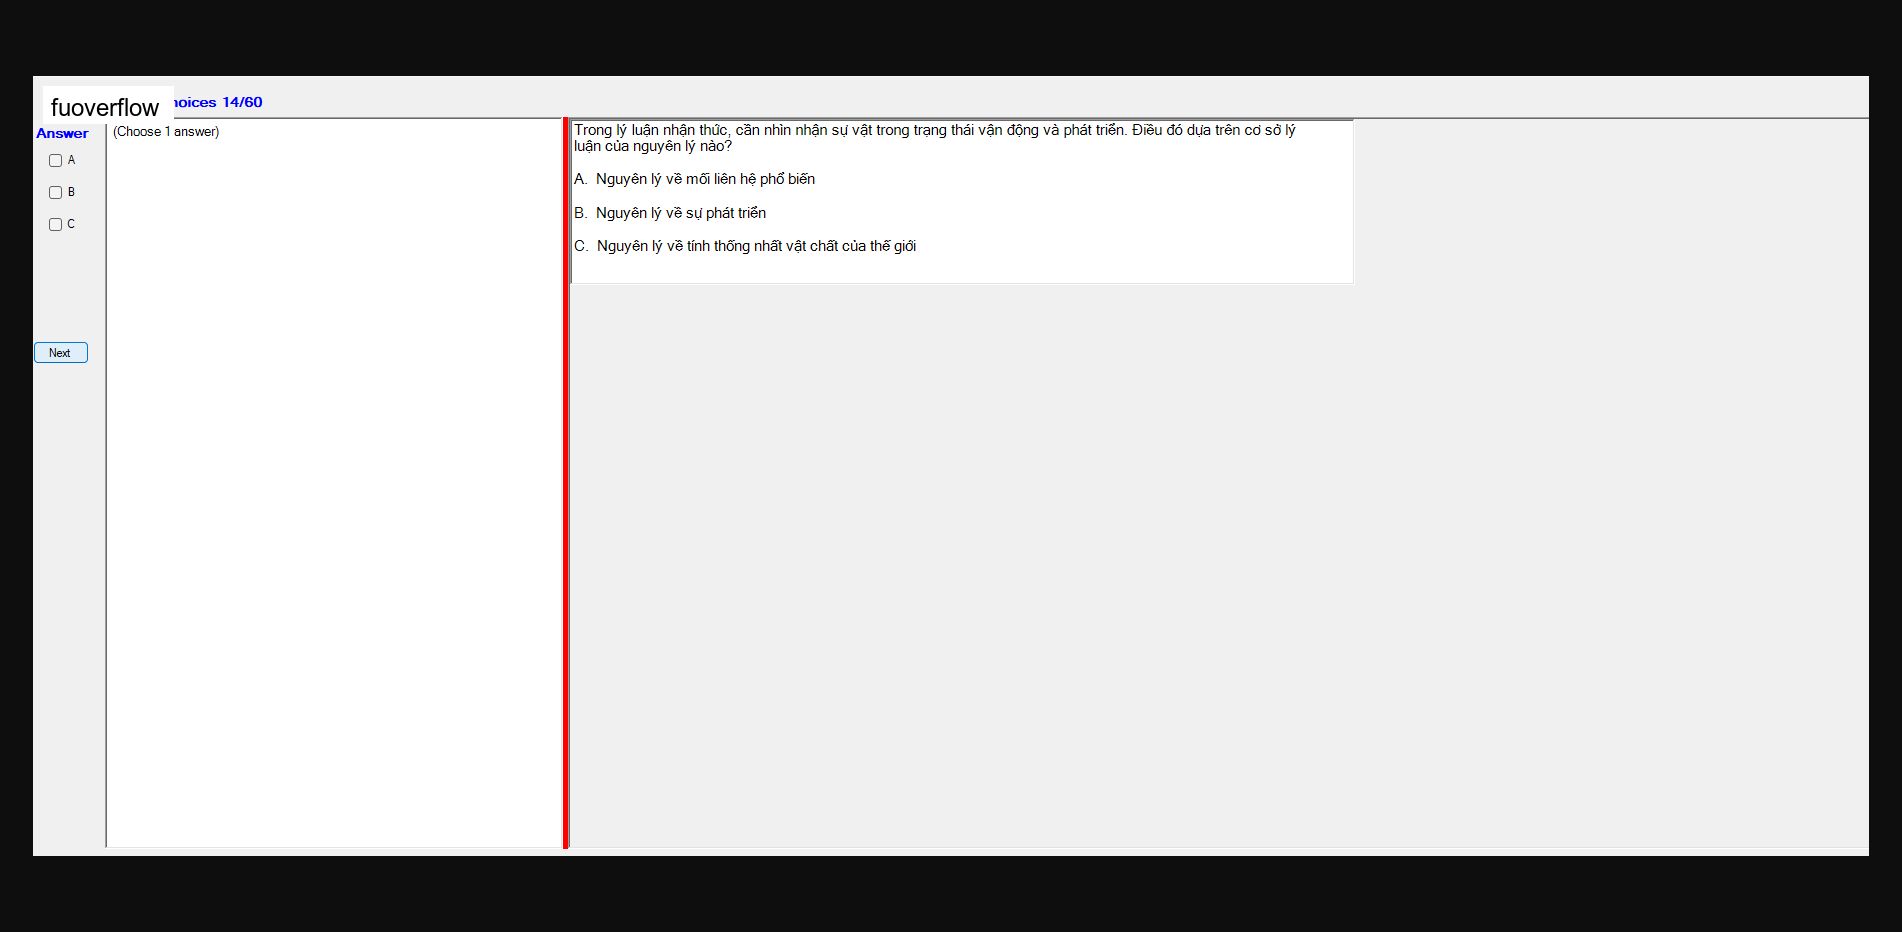 fuoverflow
hoices 14/60
Answer
(Choose 1 answer)
A
B
C
Next
Trong lý luận nhận thức, cần nhìn nhận sự vật trong trạng thái vận động và phát triển. Điều đó dựa trên cơ sở lý
luận của nguyên lý nào?
A. Nguyên lý về mối liên hệ phổ biến
B. Nguyên lý về sự phát triển
C. Nguyên lý về tính thống nhất vật chất của thế giới